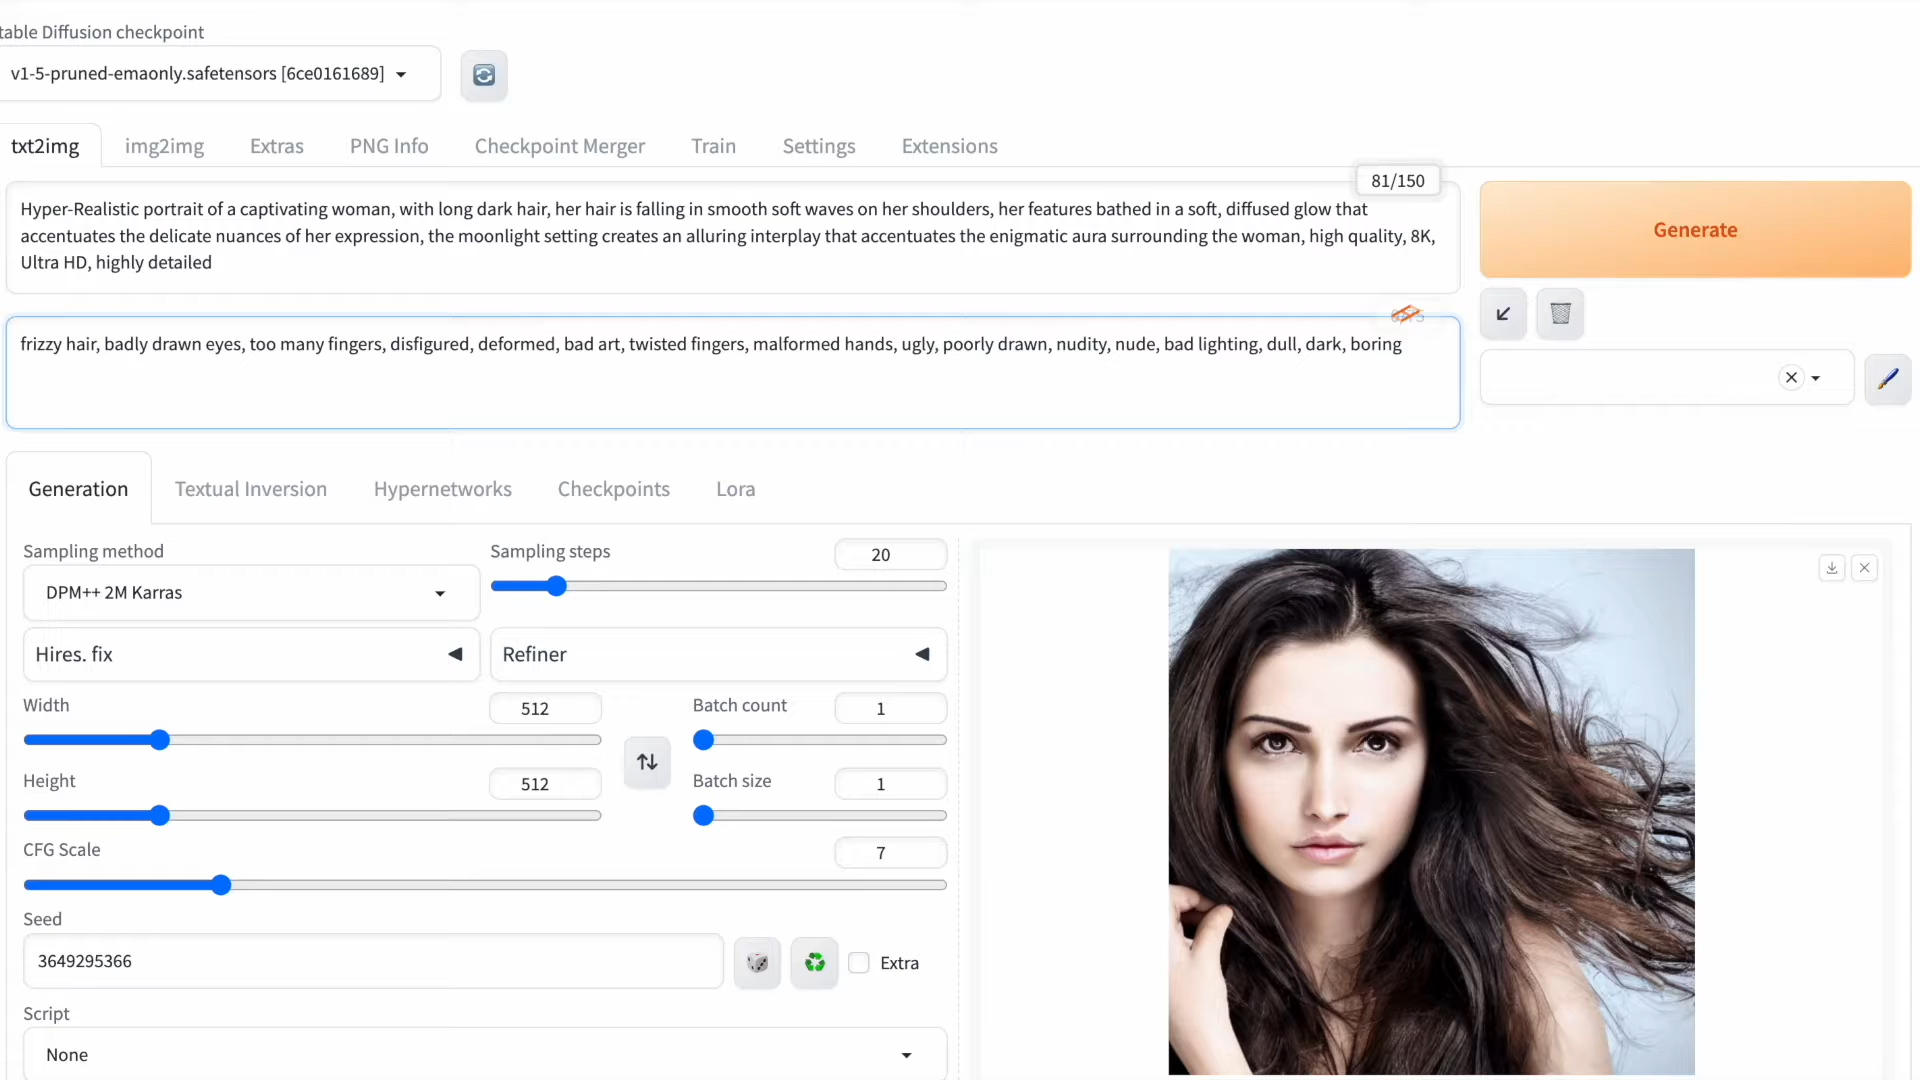 table Diffusion checkpoint
v1-5-pruned-emaonly.safetensors [6ce0161689]
txt2img
img2img
Extras
PNG Info
Checkpoint Merger
Train
Settings
Extensions
81/150
Hyper-Realistic portrait of a captivating woman, with long dark hair, her hair is falling in smooth soft waves on her shoulders, her features bathed in a soft, diffused glow that
accentuates the delicate nuances of her expression, the moonlight setting creates an alluring interplay that accentuates the enigmatic aura surrounding the woman, high quality, 8K,
Ultra HD, highly detailed
Generate
frizzy hair, badly drawn eyes, too many fingers, disfigured, deformed, bad art, twisted fingers, malformed hands, ugly, poorly drawn, nudity, nude, bad lighting, dull, dark, boring
Generation
Textual Inversion
Hypernetworks
Checkpoints
Lora
Sampling method
DPM++ 2M Karras
Sampling steps
20
Hires. fix
Refiner
Width
512
Batch count
1
Height
512
Batch size
1
CFG Scale
7
Seed
3649295366
Extra
Script
None